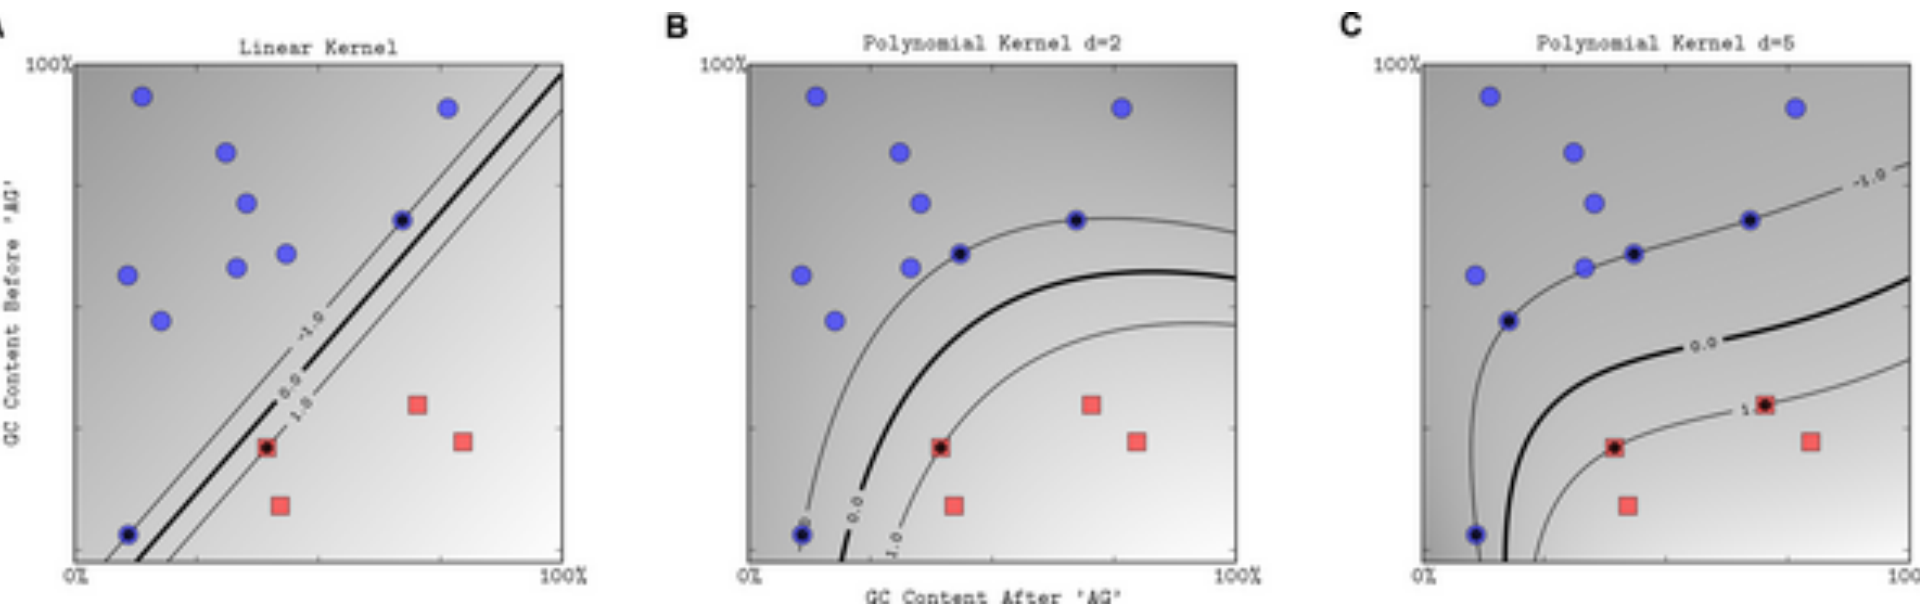 A
Linear Kernel
100%
GC Content Before 'AG'
-1.0
0.0
1.0
0%
100%
B
Polynomial Kernel d=2
100%
0.0
1.0
0%
100%
GC Content After 'AG'
C
Polynomial Kernel d=5
100%
-1.0
0.0
0%